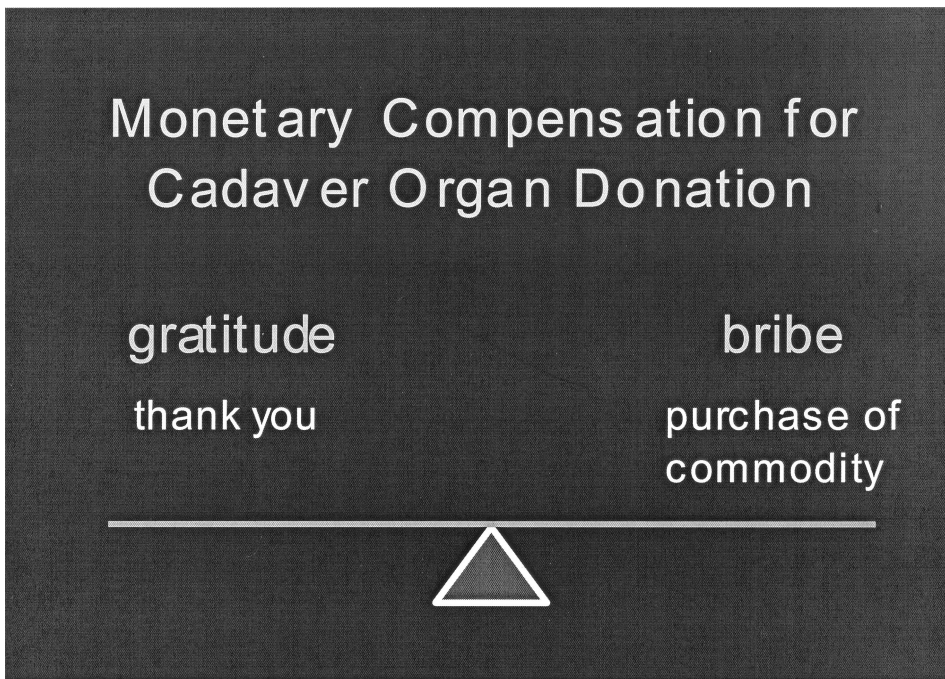 Monetary Compensation for
Cadaver Organ Donation
gratitude
bribe
thank you
purchase of
commodity